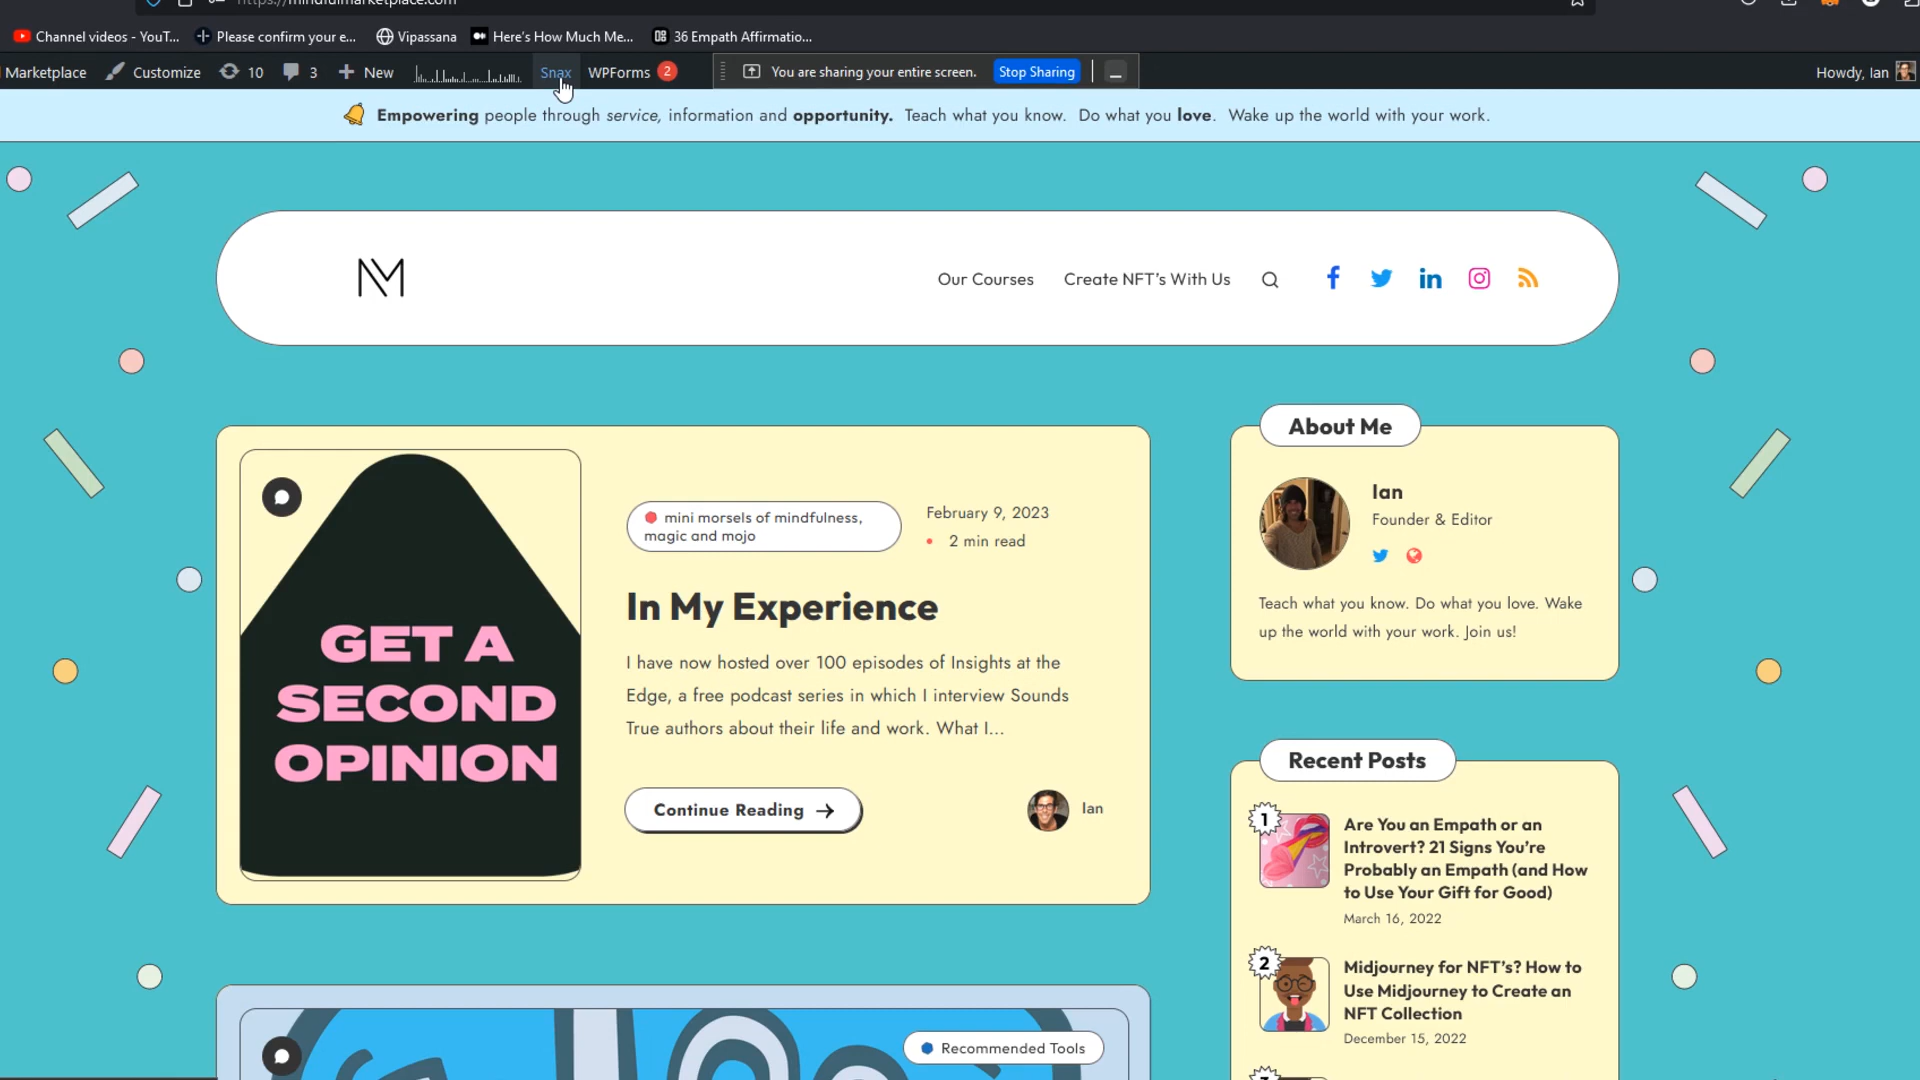 https://mindfulmarketplace.com
Channel videos - YouT...
Please confirm your e...
Vipassana
Here's How Much Me...
36 Empath Affirmatio...
Marketplace
Customize
10
3
New
Snax
WPForms
2
You are sharing your entire screen.
Stop Sharing
Howdy, Ian
Empowering people through service, information and opportunity. Teach what you know. Do what you love. Wake up the world with your work.
Our Courses
Create NFT's With Us
In My Experience
GET A
SECOND
OPINION
mini morsels of mindfulness,
magic and mojo
February 9, 2023
2 min read
I have now hosted over 100 episodes of Insights at the
Edge, a free podcast series in which I interview Sounds
True authors about their life and work. What I...
Continue Reading →
Ian
Recommended Tools
About Me
Ian
Founder & Editor
Teach what you know. Do what you love. Wake
up the world with your work. Join us!
Recent Posts
1
Are You an Empath or an
Introvert? 21 Signs You're
Probably an Empath (and How
to Use Your Gift for Good)
March 16, 2022
2
Midjourney for NFT's? How to
Use Midjourney to Create an
NFT Collection
December 15, 2022